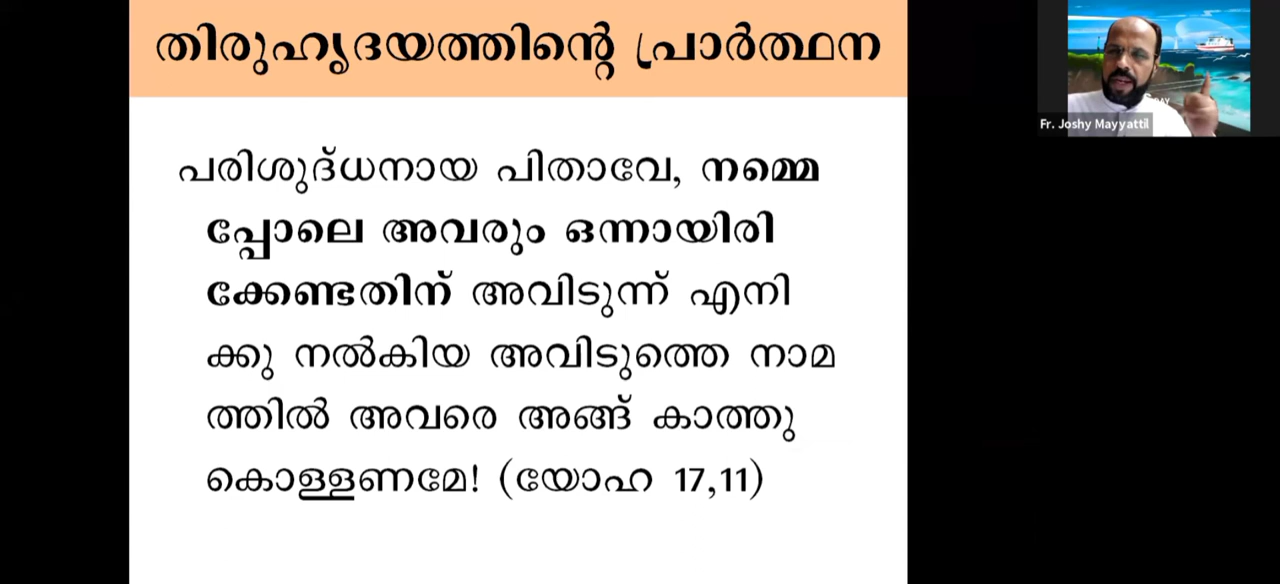 തിരുഹൃദയത്തിന്റെ പ്രാർത്ഥന
പരിശുദ്ധനായ പിതാവേ, നമ്മെ
പ്പോലെ അവരും ഒന്നായിരി
ക്കേണ്ടതിന് അവിടുന്ന് എനി
ക്കു നൽകിയ അവിടുത്തെ നാമ
ത്തിൽ അവരെ അങ്ങ് കാത്തു
കൊള്ളണമേ! (യോഹ 17,11)
Fr. Joshy Mayyattil